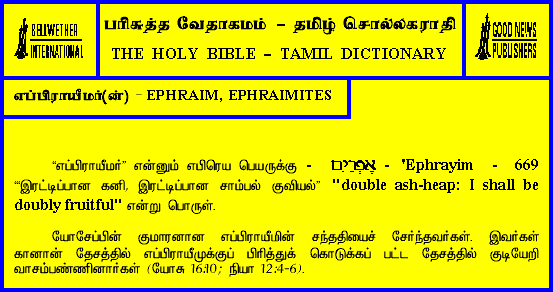 BELLWETHER
INTERNATIONAL
பரிசுத்த வேதாகமம் – தமிழ் சொல்லகராதி
THE HOLY BIBLE – TAMIL DICTIONARY
GOOD NEWS
PUBLISHERS
எப்பிராயீமர்(ன்) – EPHRAIM, EPHRAIMITES
“எப்பிராயீமர்” என்னும் எபிரெய பெயருக்கு - אֶפְרַיִם - 'Ephrayim - 669
“‘இரட்டிப்பான கனி, இரட்டிப்பான சாம்பல் குவியல்” "double ash-heap: I shall be
doubly fruitful" என்று பொருள்.
யோசேப்பின் குமாரனான எப்பிராயீமின் சந்ததியைச் சேர்ந்தவர்கள். இவர்கள்
கானான் தேசத்தில் எப்பிராயீமுக்குப் பிரித்துக் கொடுக்கப் பட்ட தேசத்தில் குடியேறி
வாசம்பண்ணினார்கள் (யோசு 16:10; நியா 12:4-6).